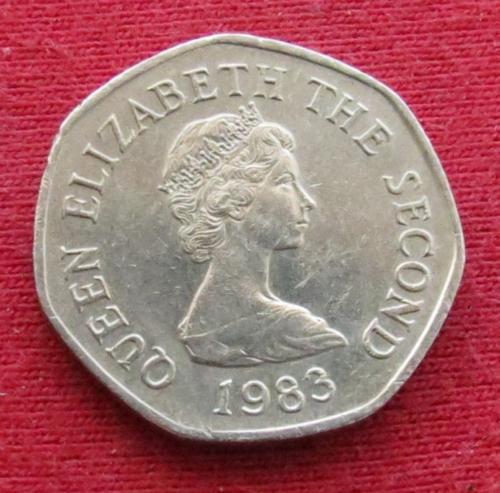 QUEEN ELIZABETH THE SECOND
1983